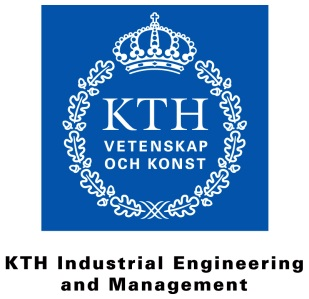 KTH
VETENSKAP
OCH KONST
KTH Industrial Engineering
and Management